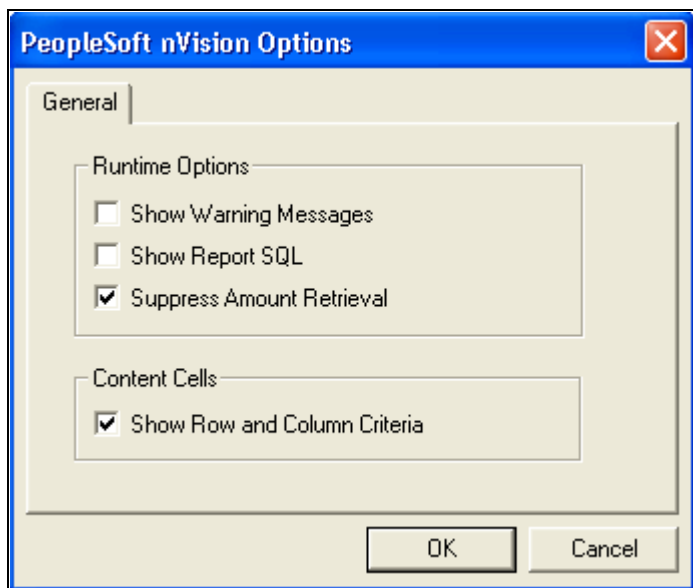 PeopleSoft nVision Options
General
Runtime Options
Show Warning Messages
Show Report SQL
Suppress Amount Retrieval
Content Cells
Show Row and Column Criteria
OK
Cancel